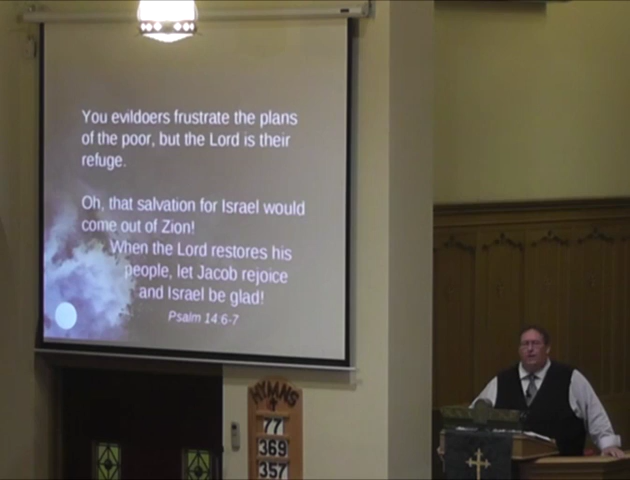 You evildoers frustrate the plans
of the poor, but the Lord is their
refuge.
Oh, that salvation for Israel would
come out of Zion!
When the Lord restores his
people, let Jacob rejoice
and Israel be glad!
Psalm 14:6-7
HYMNS
77
369
357